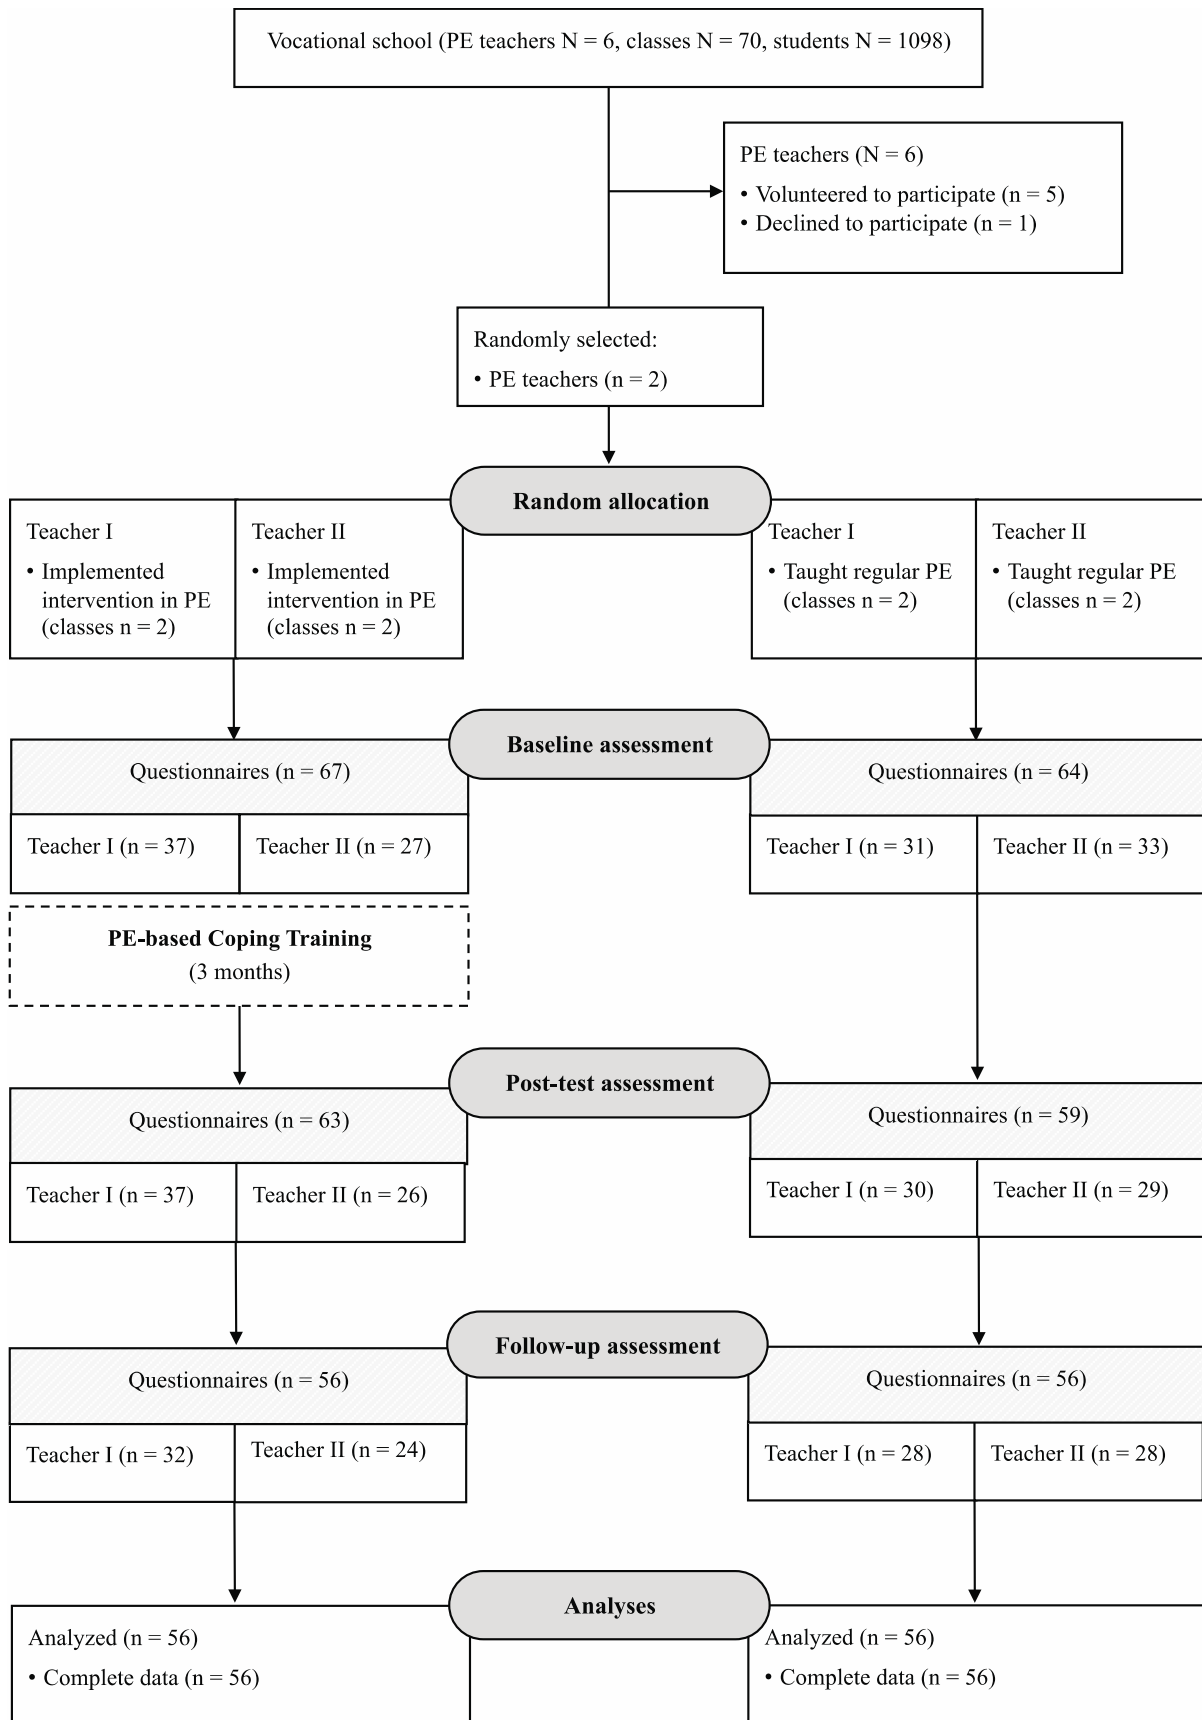 Vocational school (PE teachers N = 6, classes N = 70, students N = 1098)
PE teachers (N = 6)
• Volunteered to participate (n = 5)
• Declined to participate (n = 1)
Randomly selected:
• PE teachers (n = 2)
Random allocation
Teacher I
• Implemented
intervention in PE
(classes n = 2)
Teacher II
• Implemented
intervention in PE
(classes n = 2)
Teacher I
• Taught regular PE
(classes n = 2)
Teacher II
• Taught regular PE
(classes n = 2)
Baseline assessment
Questionnaires (n = 67)
Teacher I (n = 37)
Teacher II (n = 27)
Questionnaires (n = 64)
Teacher I (n = 31)
Teacher II (n = 33)
PE-based Coping Training
(3 months)
Post-test assessment
Questionnaires (n = 63)
Teacher I (n = 37)
Teacher II (n = 26)
Questionnaires (n = 59)
Teacher I (n = 30)
Teacher II (n = 29)
Follow-up assessment
Questionnaires (n = 56)
Teacher I (n = 32)
Teacher II (n = 24)
Questionnaires (n = 56)
Teacher I (n = 28)
Teacher II (n = 28)
Analyses
Analyzed (n = 56)
• Complete data (n = 56)
Analyzed (n = 56)
• Complete data (n = 56)